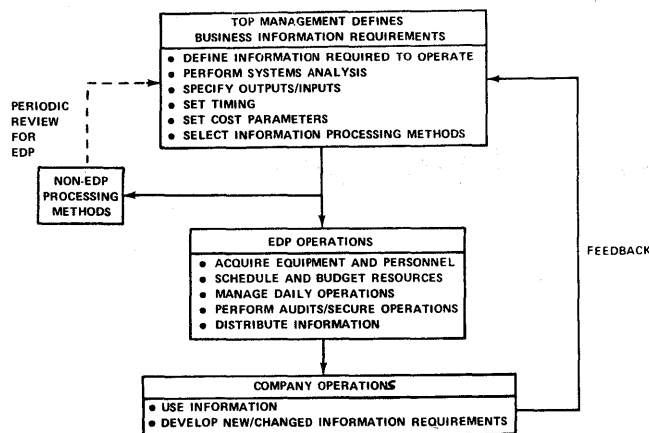 TOP MANAGEMENT DEFINES
BUSINESS INFORMATION REQUIREMENTS
• DEFINE INFORMATION REQUIRED TO OPERATE
• PERFORM SYSTEMS ANALYSIS
• SPECIFY OUTPUTS/INPUTS
• SET TIMING
• SET COST PARAMETERS
• SELECT INFORMATION PROCESSING METHODS
PERIODIC
REVIEW
FOR
EDP
NON-EDP
PROCESSING
METHODS
EDP OPERATIONS
• ACQUIRE EQUIPMENT AND PERSONNEL
• SCHEDULE AND BUDGET RESOURCES
• MANAGE DAILY OPERATIONS
• PERFORM AUDITS/SECURE OPERATIONS
• DISTRIBUTE INFORMATION
FEEDBACK
COMPANY OPERATIONS
• USE INFORMATION
• DEVELOP NEW/CHANGED INFORMATION REQUIREMENTS